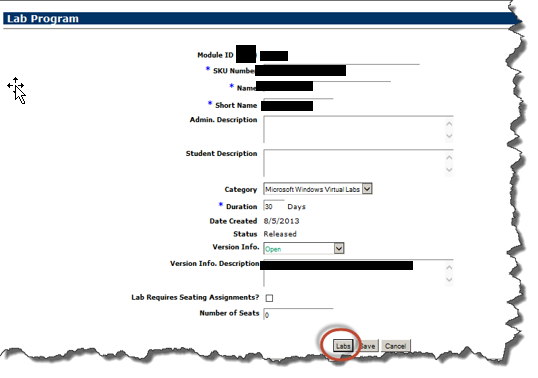 Lab Program
Module ID
* SKU Number
* Name
* Short Name
Admin. Description
Student Description
Category Microsoft Windows Virtual Labs
* Duration 30 Days
Date Created 8/5/2013
Status Released
Version Info. Open
Version Info. Description
Lab Requires Seating Assignments?
Number of Seats 0
Labs Save Cancel